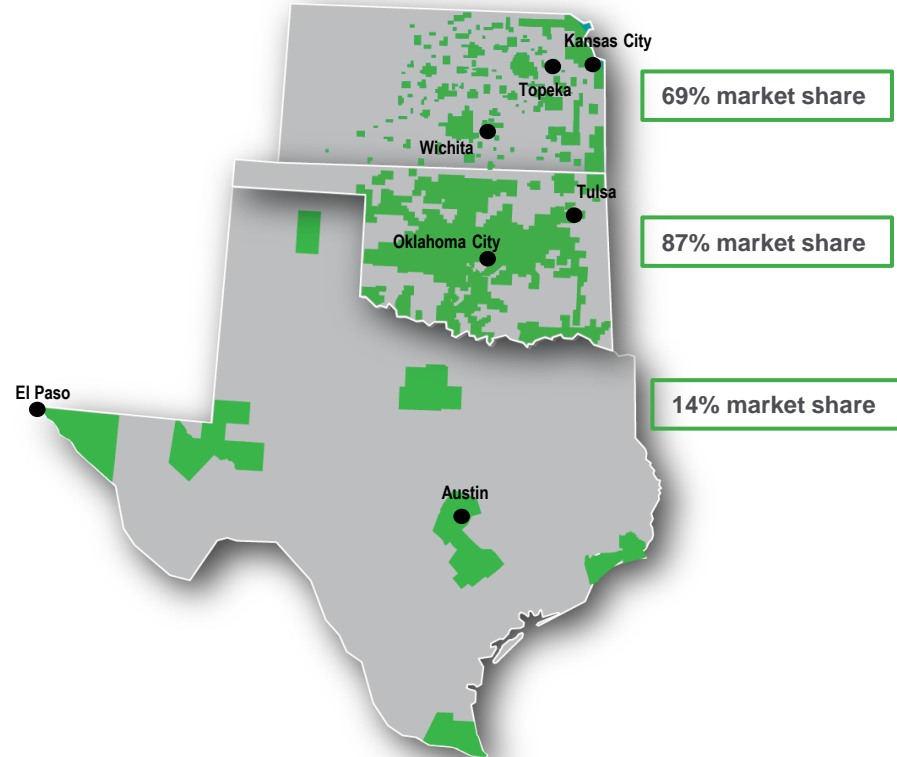 Kansas City
Topeka
69% market share
Wichita
Tulsa
87% market share
Oklahoma City
El Paso
14% market share
Austin